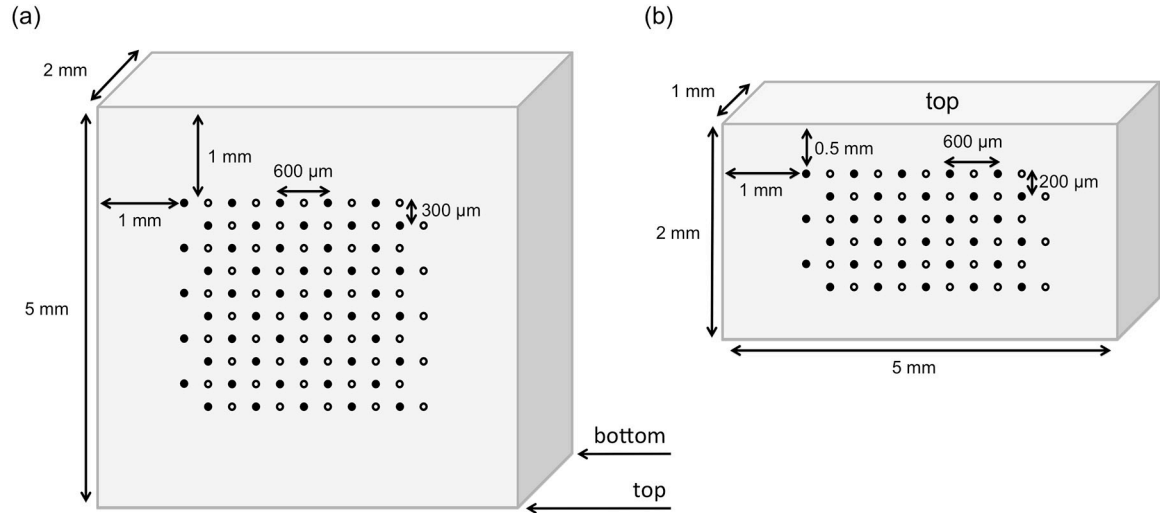 (a)
2 mm
1 mm
600 μm
1 mm
300 μm
5 mm
bottom
top
(b)
1 mm
top
0.5 mm
600 μm
1 mm
200 μm
2 mm
5 mm